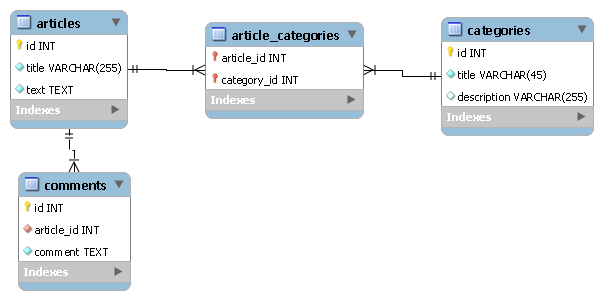 articles
id INT
title VARCHAR(255)
text TEXT
Indexes
article_categories
article_id INT
category_id INT
Indexes
categories
id INT
title VARCHAR(45)
description VARCHAR(255)
Indexes
comments
id INT
article_id INT
comment TEXT
Indexes